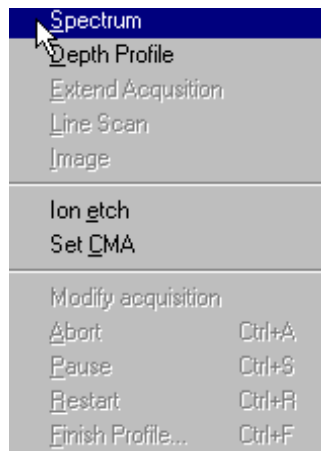 Spectrum
Depth Profile
Extend Acqusition
Line Scan
Image
Ion etch
Set CMA
Modify acquisition
Abort Ctrl+A
Pause Ctrl+S
Restart Ctrl+R
Finish Profile... Ctrl+F